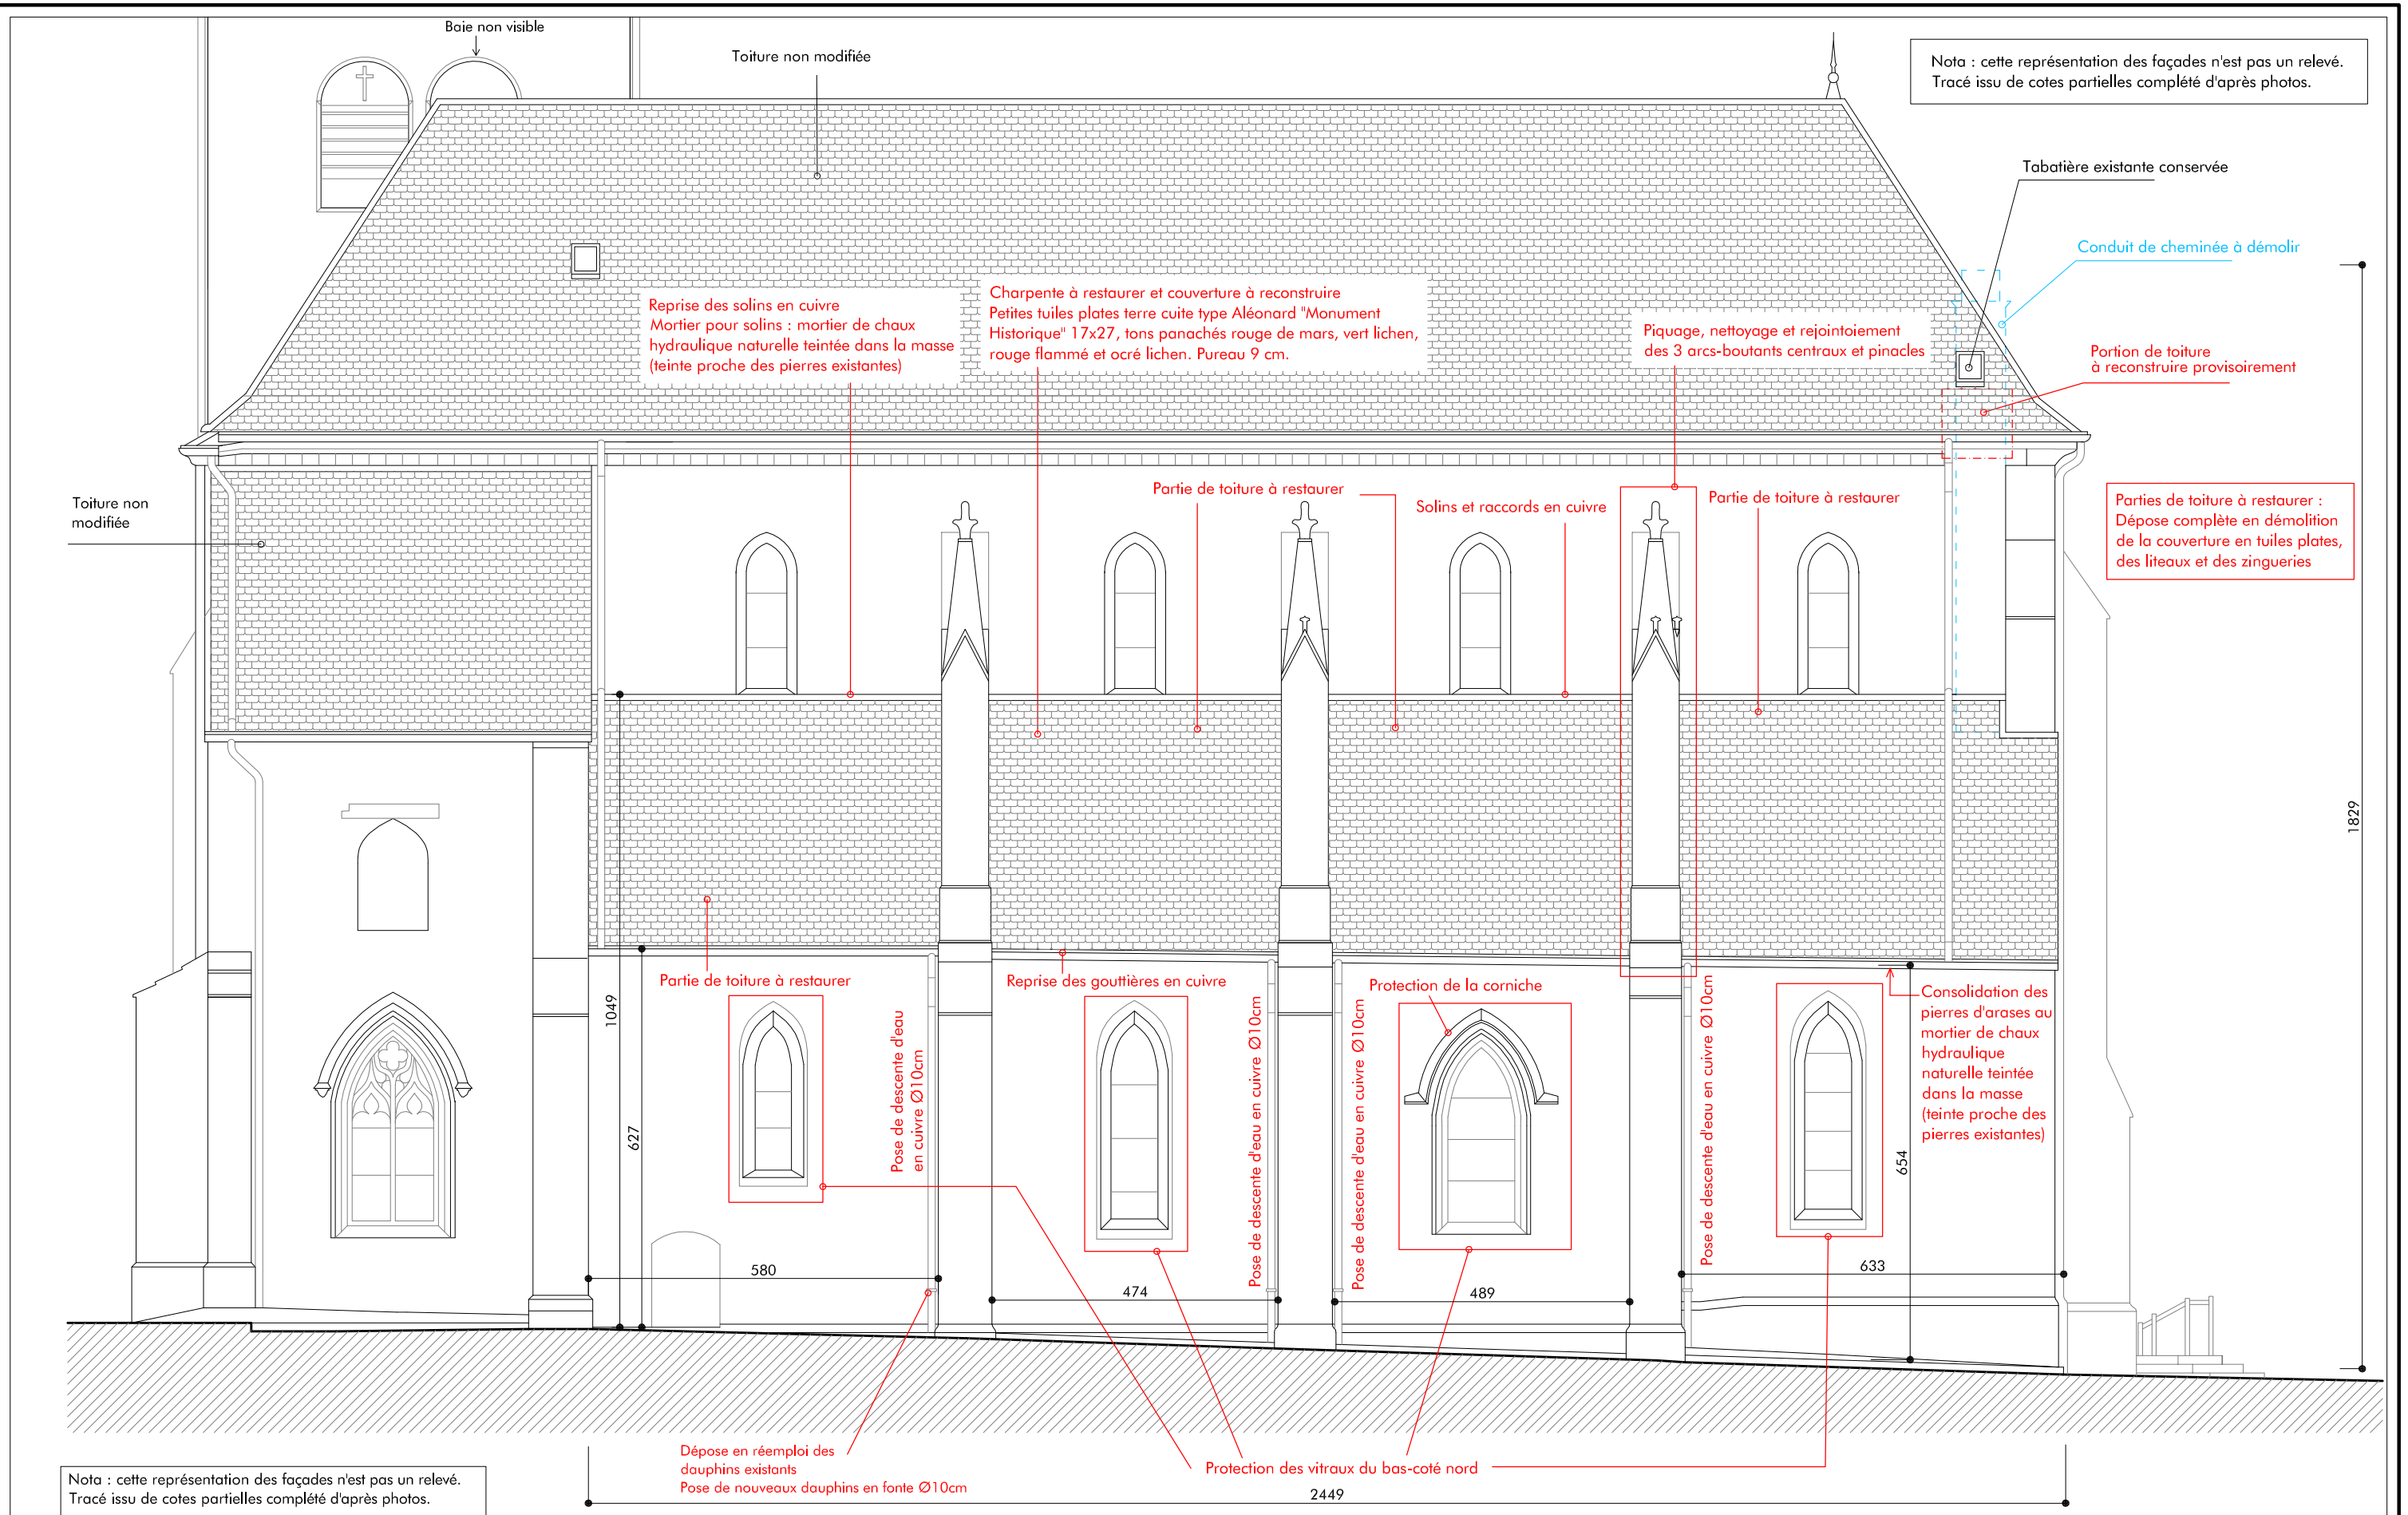 Baie non visible
Toiture non modifiée
Nota : cette représentation des façades n'est pas un relevé.
Tracé issu de cotes partielles complété d'après photos.
Tabatière existante conservée
Conduit de cheminée à démolir
Reprise des solins en cuivre
Mortier pour solins : mortier de chaux
hydraulique naturelle teintée dans la masse
(teinte proche des pierres existantes)
Charpente à restaurer et couverture à reconstruire
Petites tuiles plates terre cuite type Aléonard "Monument
Historique" 17x27, tons panachés rouge de mars, vert lichen,
rouge flammé et ocré lichen. Pureau 9 cm.
Piquage, nettoyage et rejointoiement
des 3 arcs-boutants centraux et pinacles
Portion de toiture
à reconstruire provisoirement
Toiture non
modifiée
Partie de toiture à restaurer
Solins et raccords en cuivre
Partie de toiture à restaurer
Parties de toiture à restaurer :
Dépose complète en démolition
de la couverture en tuiles plates,
des liteaux et des zingueries
1829
Partie de toiture à restaurer
Reprise des gouttières en cuivre
Protection de la corniche
Consolidation des
pierres d'arases au
mortier de chaux
hydraulique
naturelle teintée
dans la masse
(teinte proche des
pierres existantes)
1049
627
Pose de descente d'eau
en cuivre Ø10cm
Pose de descente d'eau en cuivre Ø10cm
Pose de descente d'eau en cuivre Ø10cm
Pose de descente d'eau en cuivre Ø10cm
654
580
474
489
633
Dépose en réemploi des
dauphins existants
Pose de nouveaux dauphins en fonte Ø10cm
Protection des vitraux du bas-coté nord
2449
Nota : cette représentation des façades n'est pas un relevé.
Tracé issu de cotes partielles complété d'après photos.